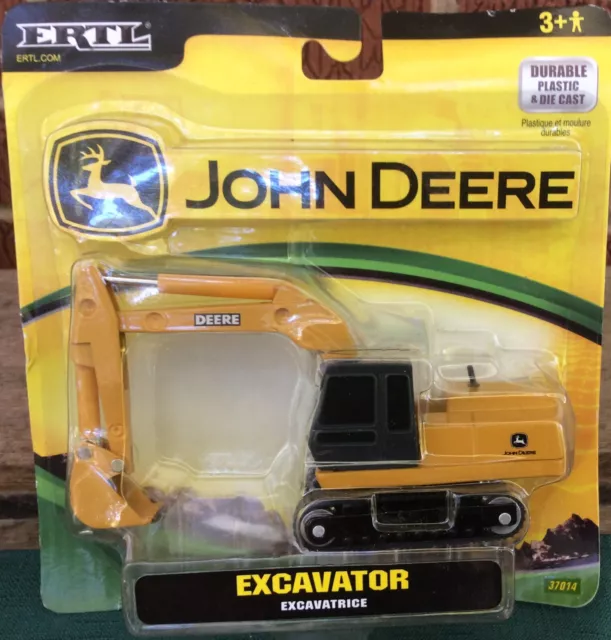 ERTL
ERTL.COM
3+
DURABLE
PLASTIC
& DIE CAST
Plastique et moulure
durables
JOHN DEERE
DEERE
JOHN DEERE
EXCAVATOR
EXCAVATRICE
37014